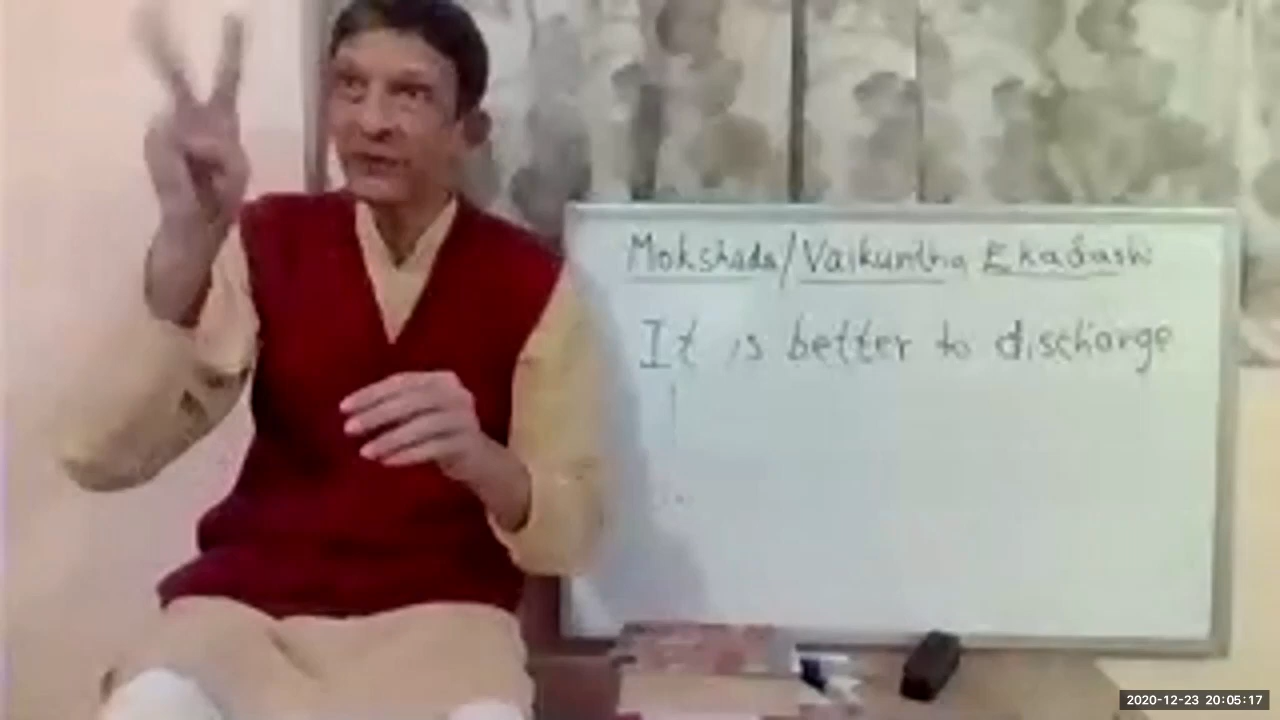 Mokshada/Vaikuntha Ekadashi
It is better to discharge
2020-12-23 20:05:17